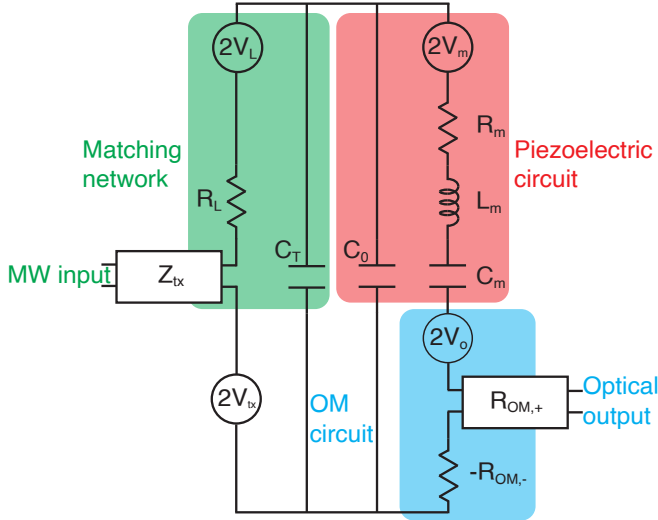 2V_L
2V_m
R_m
Matching
network
Piezoelectric
circuit
R_L
L_m
C_T
C_0
MW input
Z_tx
C_m
2V_o
2V_tx
OM
circuit
R_OM,+
Optical
output
-R_OM,-